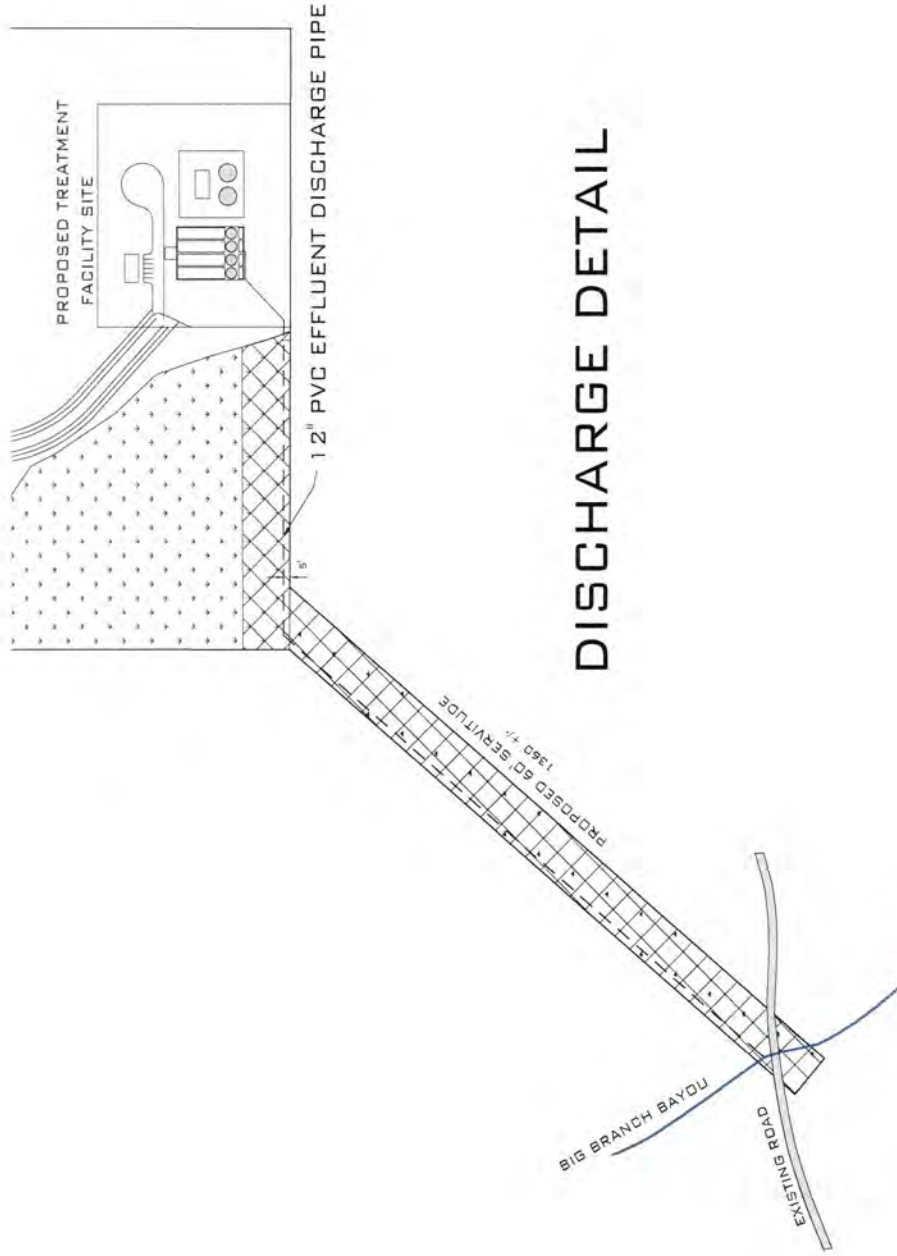 PROPOSED TREATMENT
FACILITY SITE
12" PVC EFFLUENT DISCHARGE PIPE
5'
PROPOSED 60' SERVITUDE
1360 +/-
DISCHARGE DETAIL
BIG BRANCH BAYOU
EXISTING ROAD